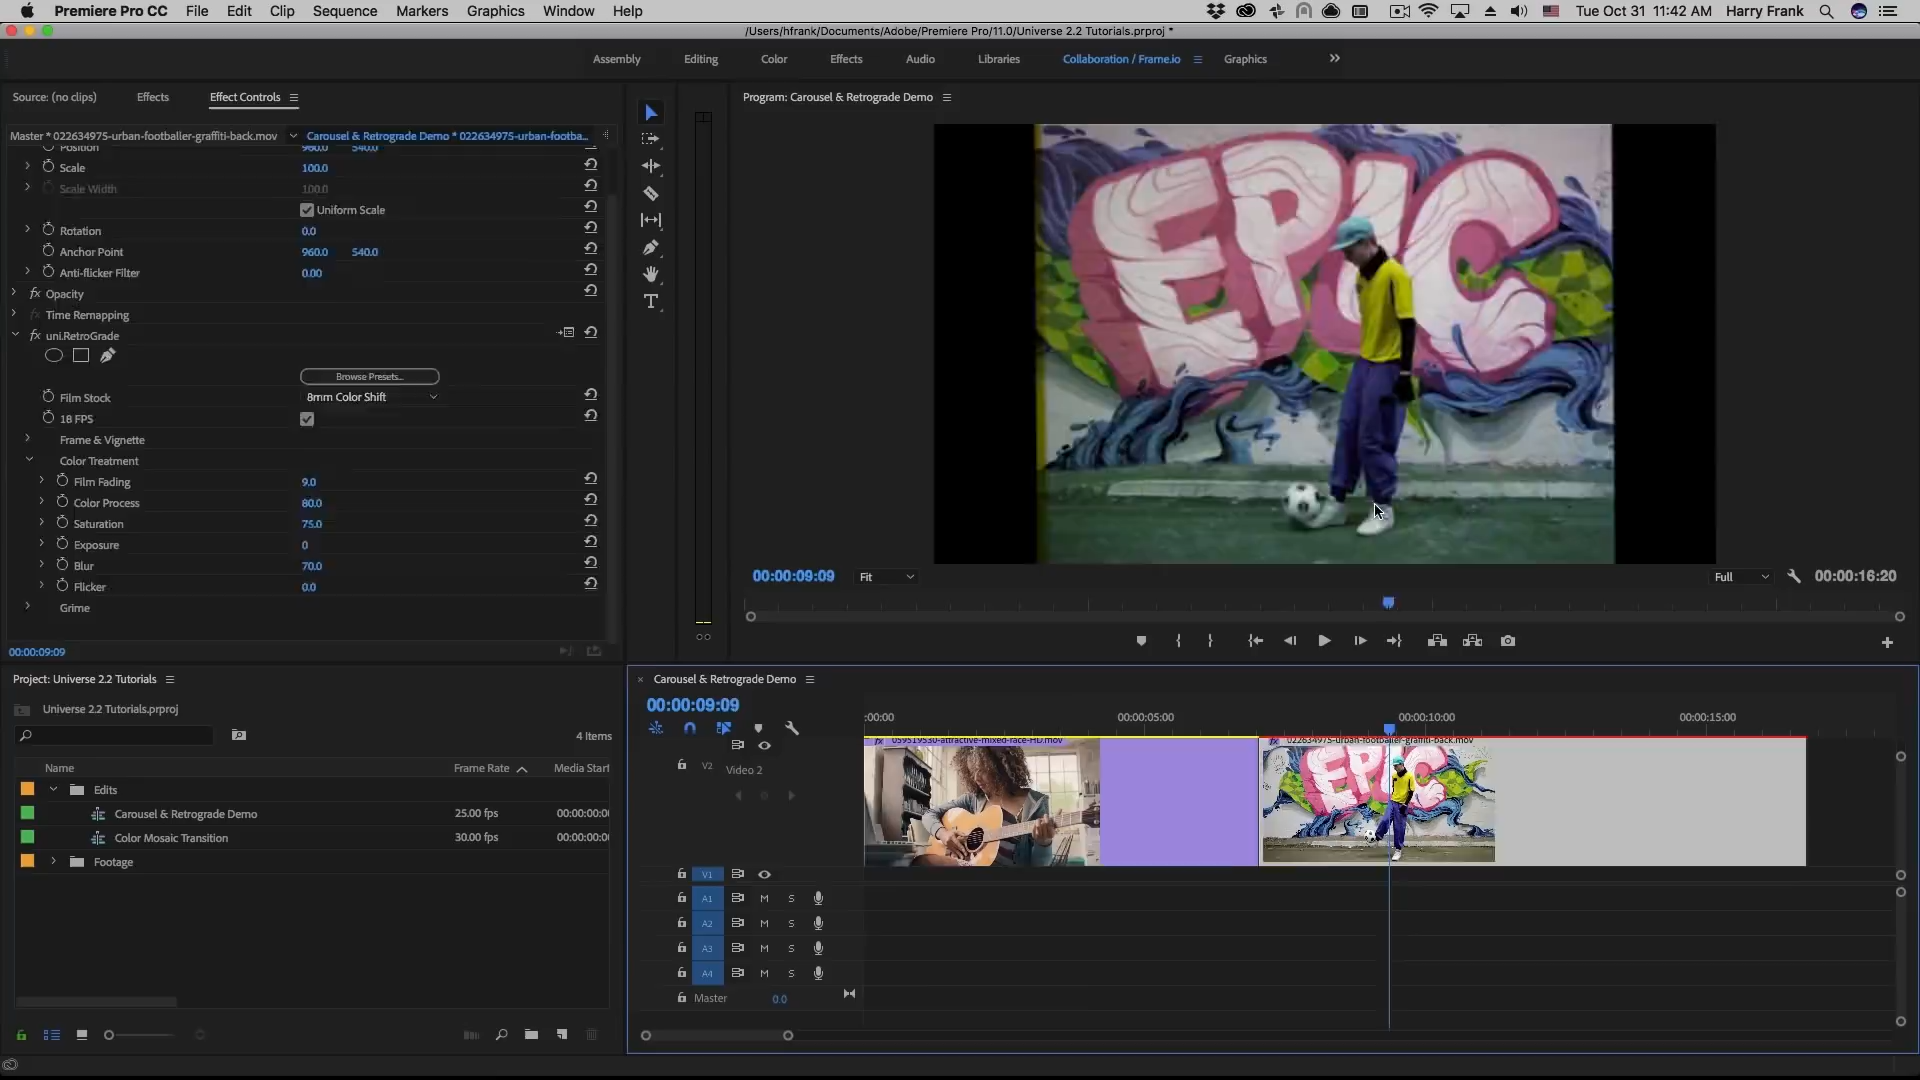 Premiere Pro CC File Edit Clip Sequence Markers Graphics Window Help Tue Oct 31 11:42 AM Harry Frank
/Users/hfrank/Documents/Adobe/Premiere Pro/11.0/Universe 2.2 Tutorials.prproj *
Assembly Editing Color Effects Audio Libraries Collaboration / Frame.io Graphics
Source: (no clips) Effects Effect Controls
Master * 022634975-urban-footballer-graffiti-back.mov Carousel & Retrograde Demo * 022634975-urban-footba...
Position 960.0 540.0
Scale 100.0
Scale Width 100.0
Uniform Scale
Rotation 0.0
Anchor Point 960.0 540.0
Anti-flicker Filter 0.00
fx Opacity
fx Time Remapping
fx uni.RetroGrade
Browse Presets...
Film Stock 8mm Color Shift
18 FPS
Frame & Vignette
Color Treatment
Film Fading 9.0
Color Process 80.0
Saturation 75.0
Exposure 0
Blur 70.0
Flicker 0.0
Grime
00:00:09:09
Program: Carousel & Retrograde Demo
EPIC
00:00:09:09 Fit Full 00:00:16:20
Project: Universe 2.2 Tutorials
Universe 2.2 Tutorials.prproj
4 Items
Name Frame Rate Media Start
Edits
Carousel & Retrograde Demo 25.00 fps 00:00:00:0
Color Mosaic Transition 30.00 fps 00:00:00:0
Footage
Carousel & Retrograde Demo
00:00:09:09
:00:00 00:00:05:00 00:00:10:00 00:00:15:00
fx 059519530-attractive-mixed-race-HD.mov fx 022634975-urban-footballer-graffiti-back.mov
V2 Video 2
EPIC
V1
A1 M S
A2 M S
A3 M S
A4 M S
Master 0.0